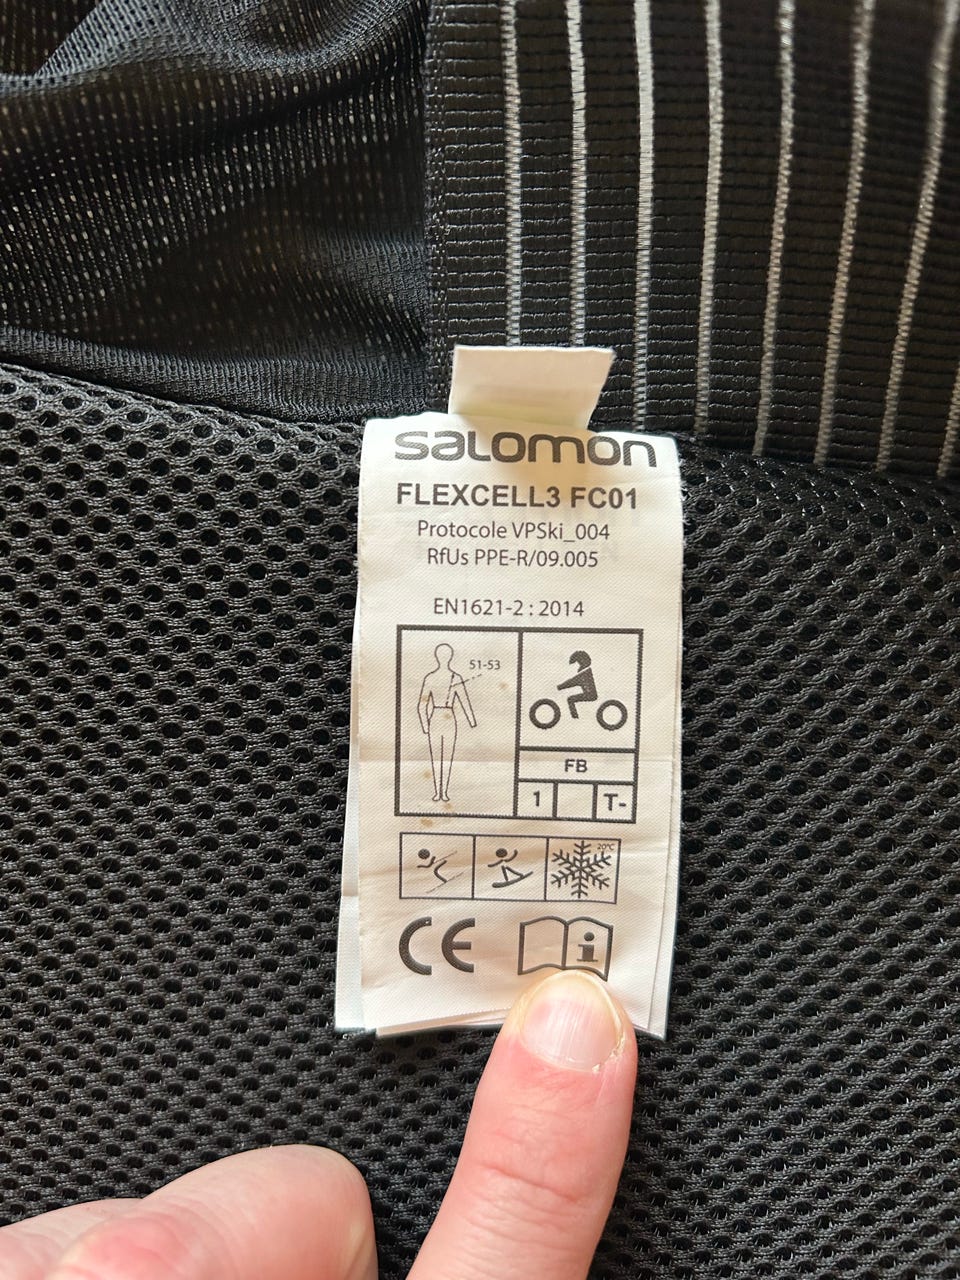 salomon
FLEXCELL3 FC01
Protocole VPSki_004
RfUs PPE-R/09.005
EN1621-2 : 2014
51-53
FB
1 T-
20°C
CE
i